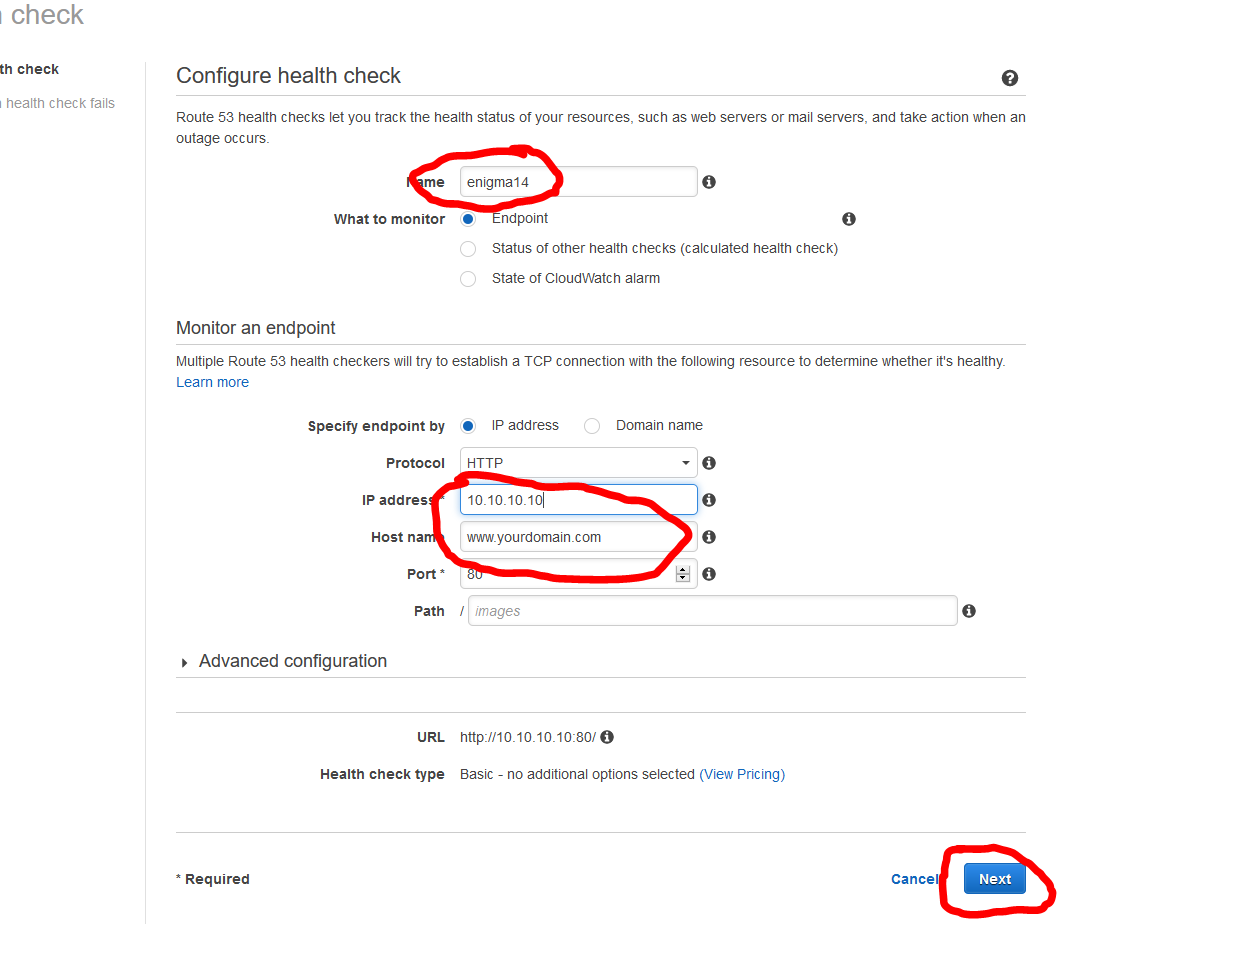 check
th check
health check fails
Configure health check
Route 53 health checks let you track the health status of your resources, such as web servers or mail servers, and take action when an
outage occurs.
Name enigma14
What to monitor Endpoint
Status of other health checks (calculated health check)
State of CloudWatch alarm
Monitor an endpoint
Multiple Route 53 health checkers will try to establish a TCP connection with the following resource to determine whether it's healthy.
Learn more
Specify endpoint by IP address Domain name
Protocol HTTP
IP address * 10.10.10.10
Host name www.yourdomain.com
Port * 80
Path / images
Advanced configuration
URL http://10.10.10.10:80/
Health check type Basic - no additional options selected (View Pricing)
* Required Cancel Next